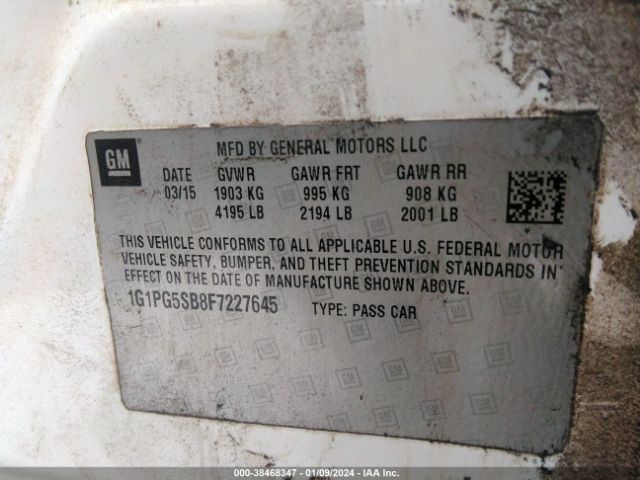 GM
MFD BY GENERAL MOTORS LLC
DATE GVWR GAWR FRT GAWR RR
03/15 1903 KG 995 KG 908 KG
4195 LB 2194 LB 2001 LB
THIS VEHICLE CONFORMS TO ALL APPLICABLE U.S. FEDERAL MOTOR
VEHICLE SAFETY, BUMPER, AND THEFT PREVENTION STANDARDS IN
EFFECT ON THE DATE OF MANUFACTURE SHOWN ABOVE.
1G1PG5SB8F7227645 TYPE: PASS CAR
000-38468347 \ 01/09/2024 \ IAA Inc.